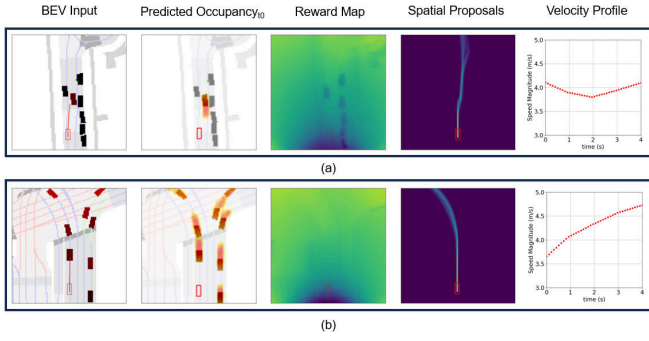 BEV Input Predicted Occupancyt0 Reward Map Spatial Proposals Velocity Profile
5.0
4.5
4.0
3.5
3.0
Speed Magnitude (m/s)
0 1 2 3 4
time (s)
(a)
5.0
4.5
4.0
3.5
3.0
Speed Magnitude (m/s)
0 1 2 3 4
time (s)
(b)